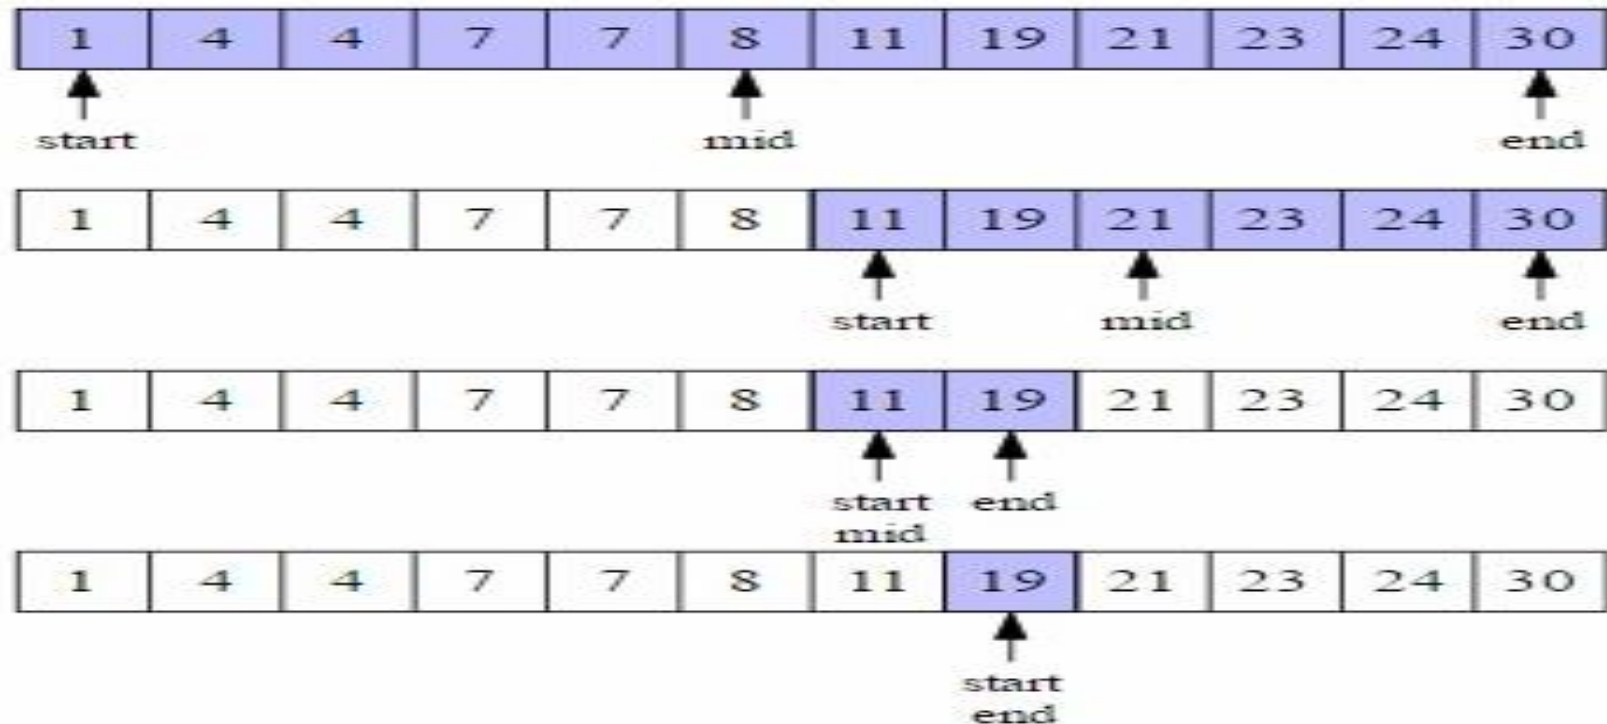 1 4 4 7 7 8 11 19 21 23 24 30
start mid end
1 4 4 7 7 8 11 19 21 23 24 30
start mid end
1 4 4 7 7 8 11 19 21 23 24 30
start end
mid
1 4 4 7 7 8 11 19 21 23 24 30
start
end